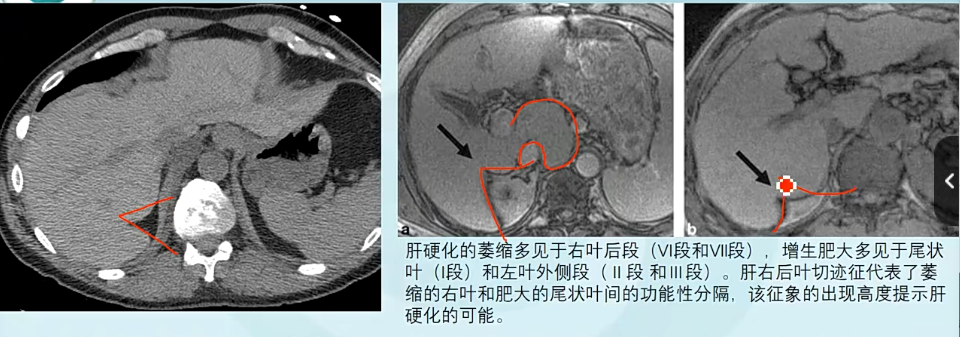 a
b
肝硬化的萎缩多见于右叶后段（VI段和VII段），增生肥大多见于尾状
叶（I段）和左叶外侧段（II段 和III段）。肝右后叶切迹征代表了萎
缩的右叶和肥大的尾状叶间的功能性分隔，该征象的出现高度提示肝
硬化的可能。